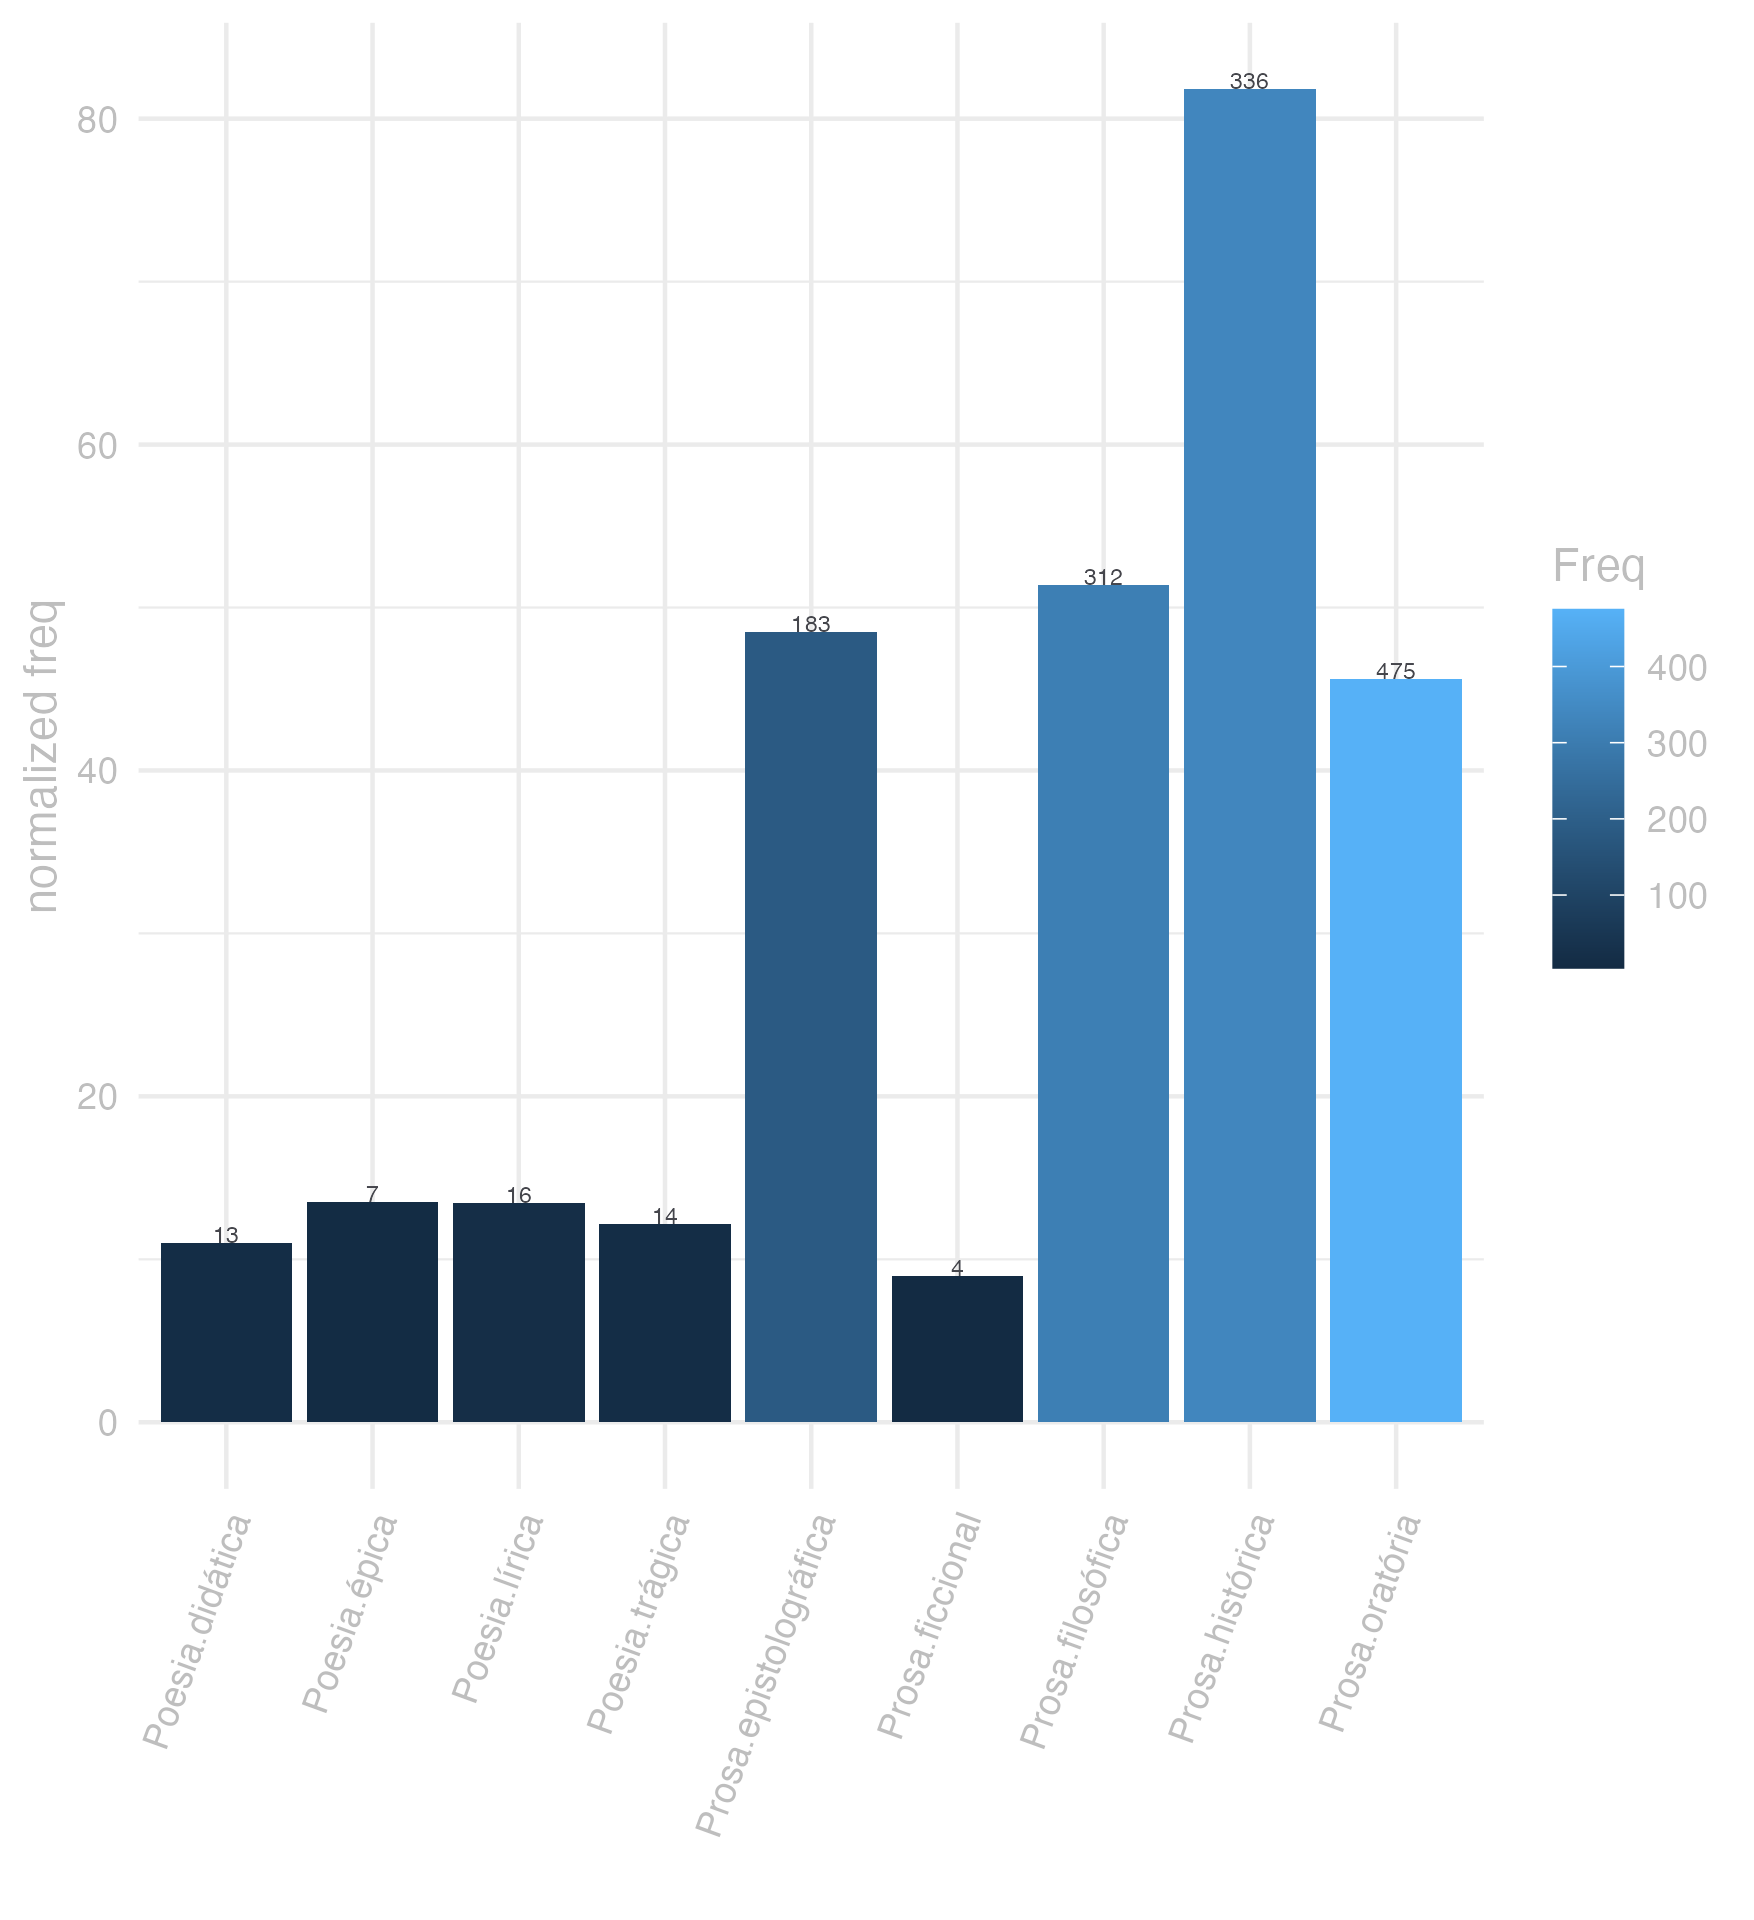 normalized freq
80
60
40
20
0
13
7
16
14
183
4
312
336
475
Poesia.didática
Poesia.épica
Poesia.lírica
Poesia.trágica
Prosa.epistolográfica
Prosa.ficcional
Prosa.filosófica
Prosa.histórica
Prosa.oratória
Freq
400
300
200
100